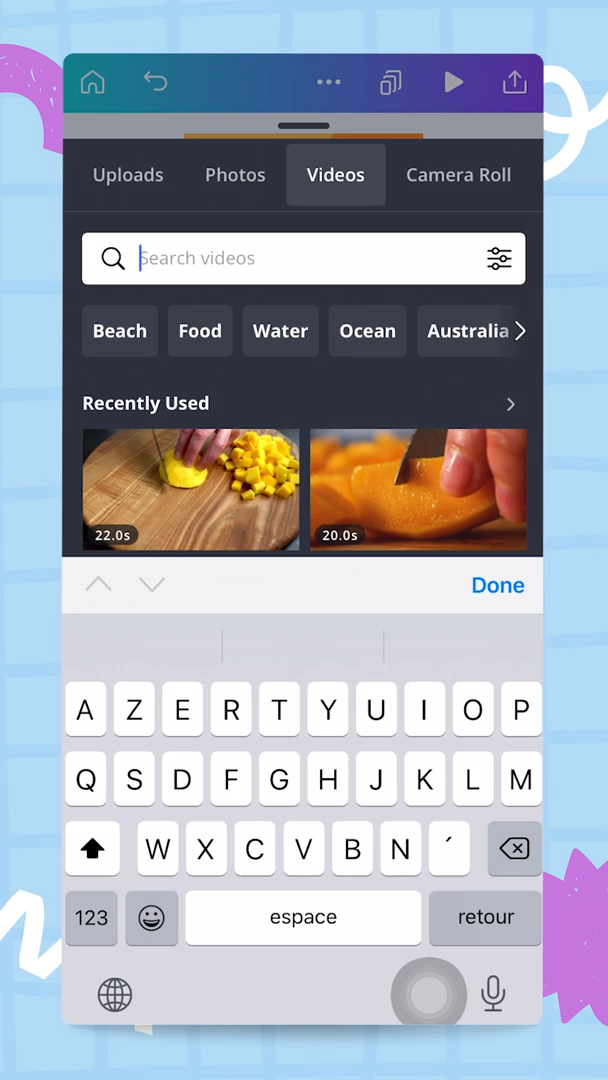 Uploads Photos Videos Camera Roll
Search videos
Beach Food Water Ocean Australia
Recently Used
22.0s 20.0s
Done
A Z E R T Y U I O P
Q S D F G H J K L M
W X C V B N ´
123 espace retour